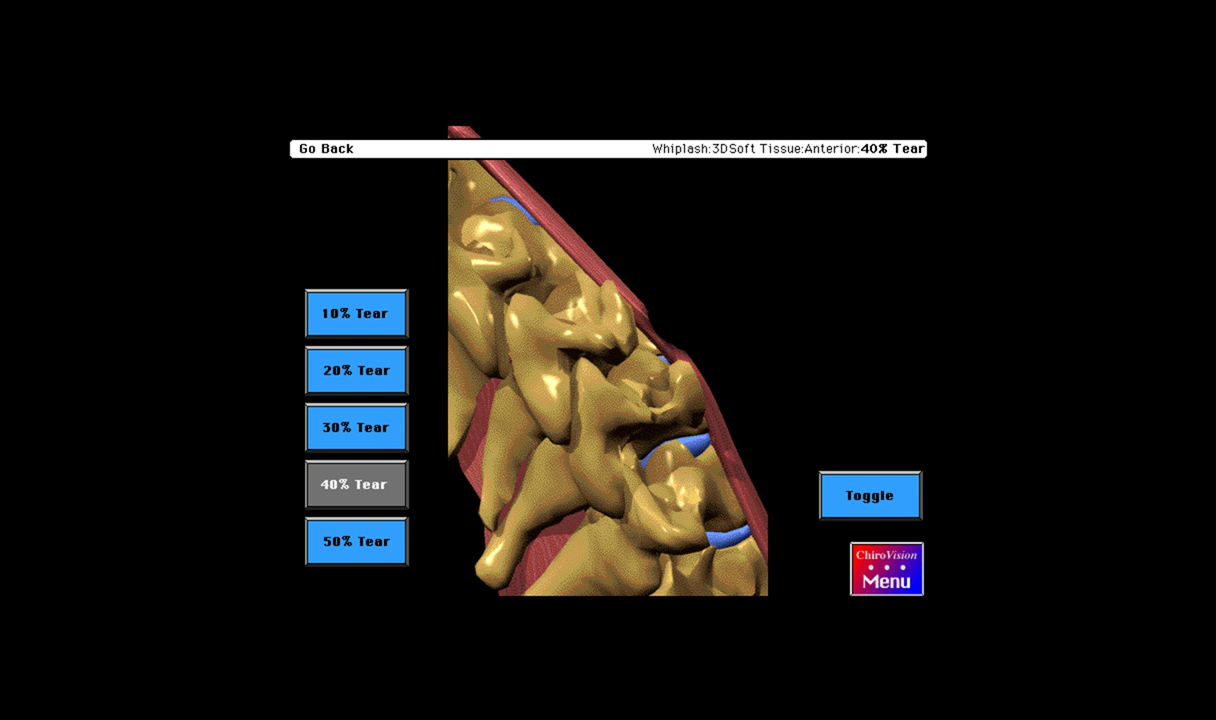 Go Back
Whiplash:3DSoft Tissue:Anterior:40% Tear
10% Tear
20% Tear
30% Tear
40% Tear
50% Tear
Toggle
ChiroVision
Menu